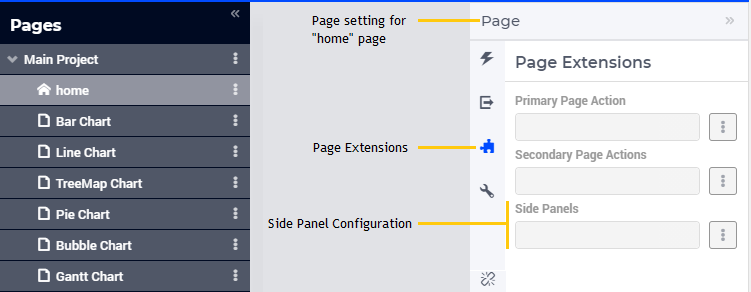 Pages
Main Project
home
Bar Chart
Line Chart
TreeMap Chart
Pie Chart
Bubble Chart
Gantt Chart
Page setting for
"home" page
Page Extensions
Side Panel Configuration
Page
Page Extensions
Primary Page Action
Secondary Page Actions
Side Panels